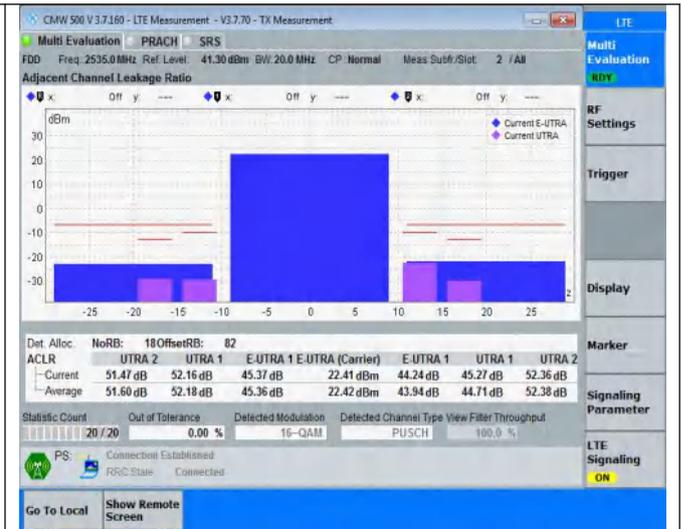 CMW 500 V 3.7.160 - LTE Measurement - V3.7.70 - TX Measurement
LTE
Multi Evaluation PRACH SRS
Multi Evaluation
RDY
FDD Freq: 2535.0 MHz Ref. Level: 41.30 dBm BW: 20.0 MHz CP: Normal Meas Subfr./Slot: 2 / All
Adjacent Channel Leakage Ratio
x: Off y: --- x: Off y: --- x: Off y: ---
RF Settings
dBm
Current E-UTRA
Current UTRA
30
20
10
0
-10
-20
-30
Trigger
Display
-25 -20 -15 -10 -5 0 5 10 15 20 25
2
Marker
Det. Alloc. NoRB: 18 OffsetRB: 82
ACLR UTRA 2 UTRA 1 E-UTRA 1 E-UTRA (Carrier) E-UTRA 1 UTRA 1 UTRA 2
Current 51.47 dB 52.16 dB 45.37 dB 22.41 dBm 44.24 dB 45.27 dB 52.36 dB
Average 51.60 dB 52.18 dB 45.36 dB 22.42 dBm 43.94 dB 44.71 dB 52.38 dB
Signaling Parameter
Statistic Count Out of Tolerance Detected Modulation Detected Channel Type View Filter Throughput
20 / 20 0.00 % 16-QAM PUSCH 100.0 %
PS: Connection Established
RRC State Connected
LTE Signaling
ON
Go To Local
Show Remote Screen